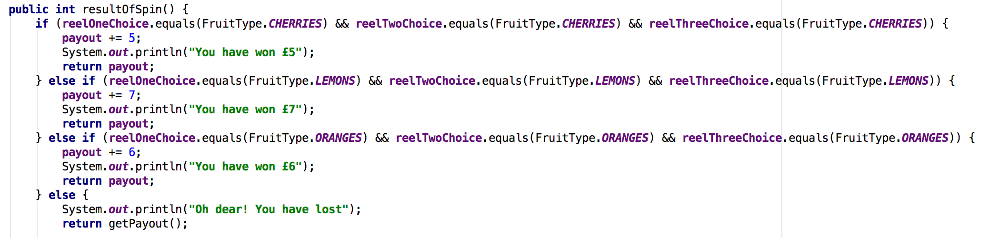 public int resultOfSpin() {
    if (reelOneChoice.equals(FruitType.CHERRIES) && reelTwoChoice.equals(FruitType.CHERRIES) && reelThreeChoice.equals(FruitType.CHERRIES)) {
        payout += 5;
        System.out.println("You have won £5");
        return payout;
    } else if (reelOneChoice.equals(FruitType.LEMONS) && reelTwoChoice.equals(FruitType.LEMONS) && reelThreeChoice.equals(FruitType.LEMONS)) {
        payout += 7;
        System.out.println("You have won £7");
        return payout;
    } else if (reelOneChoice.equals(FruitType.ORANGES) && reelTwoChoice.equals(FruitType.ORANGES) && reelThreeChoice.equals(FruitType.ORANGES)) {
        payout += 6;
        System.out.println("You have won £6");
        return payout;
    } else {
        System.out.println("Oh dear! You have lost");
        return getPayout();